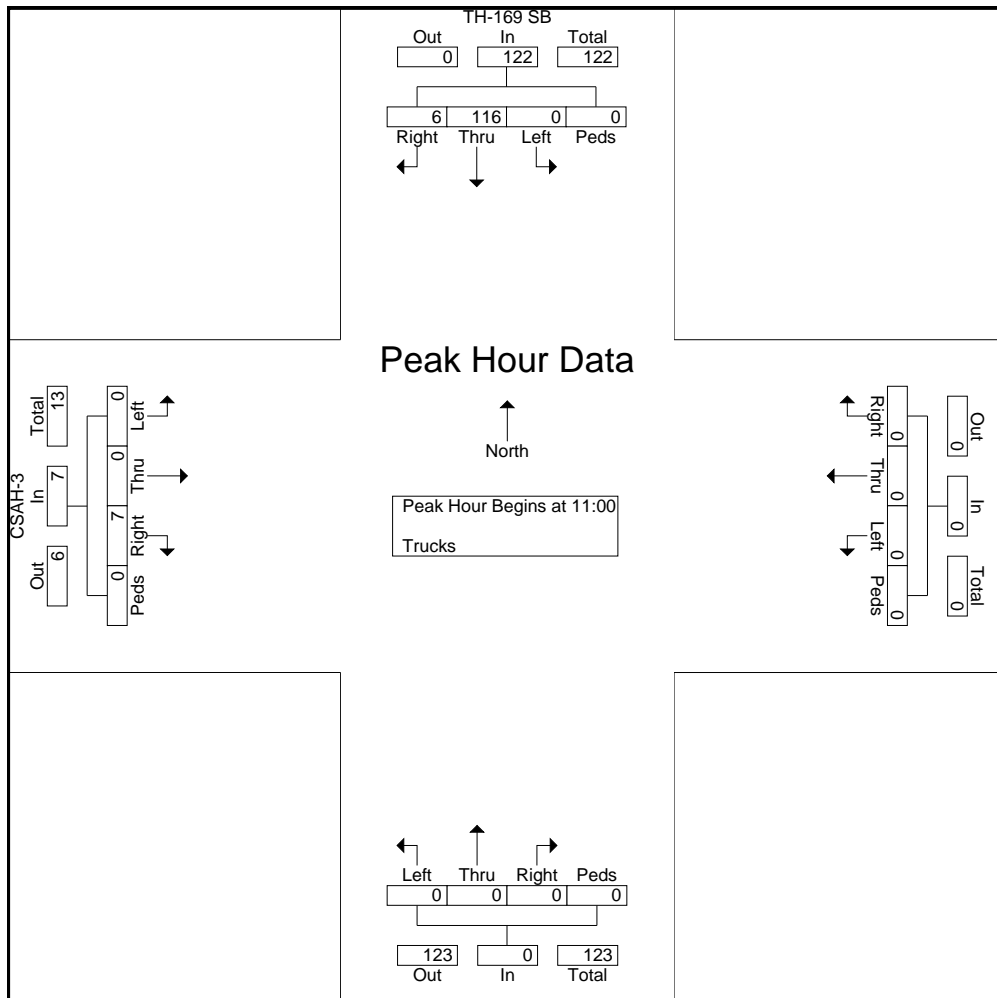 TH-169 SB
Out In Total
0 122 122
6 116 0 0
Right Thru Left Peds
Peak Hour Data
North
Peak Hour Begins at 11:00
Trucks
CSAH-3
Total In Out
13 7 6
0 0 7 0
Left Thru Right Peds
Right Thru Left Peds
0 0 0 0
Out In Total
0 0 0
Left Thru Right Peds
0 0 0 0
123 0 123
Out In Total